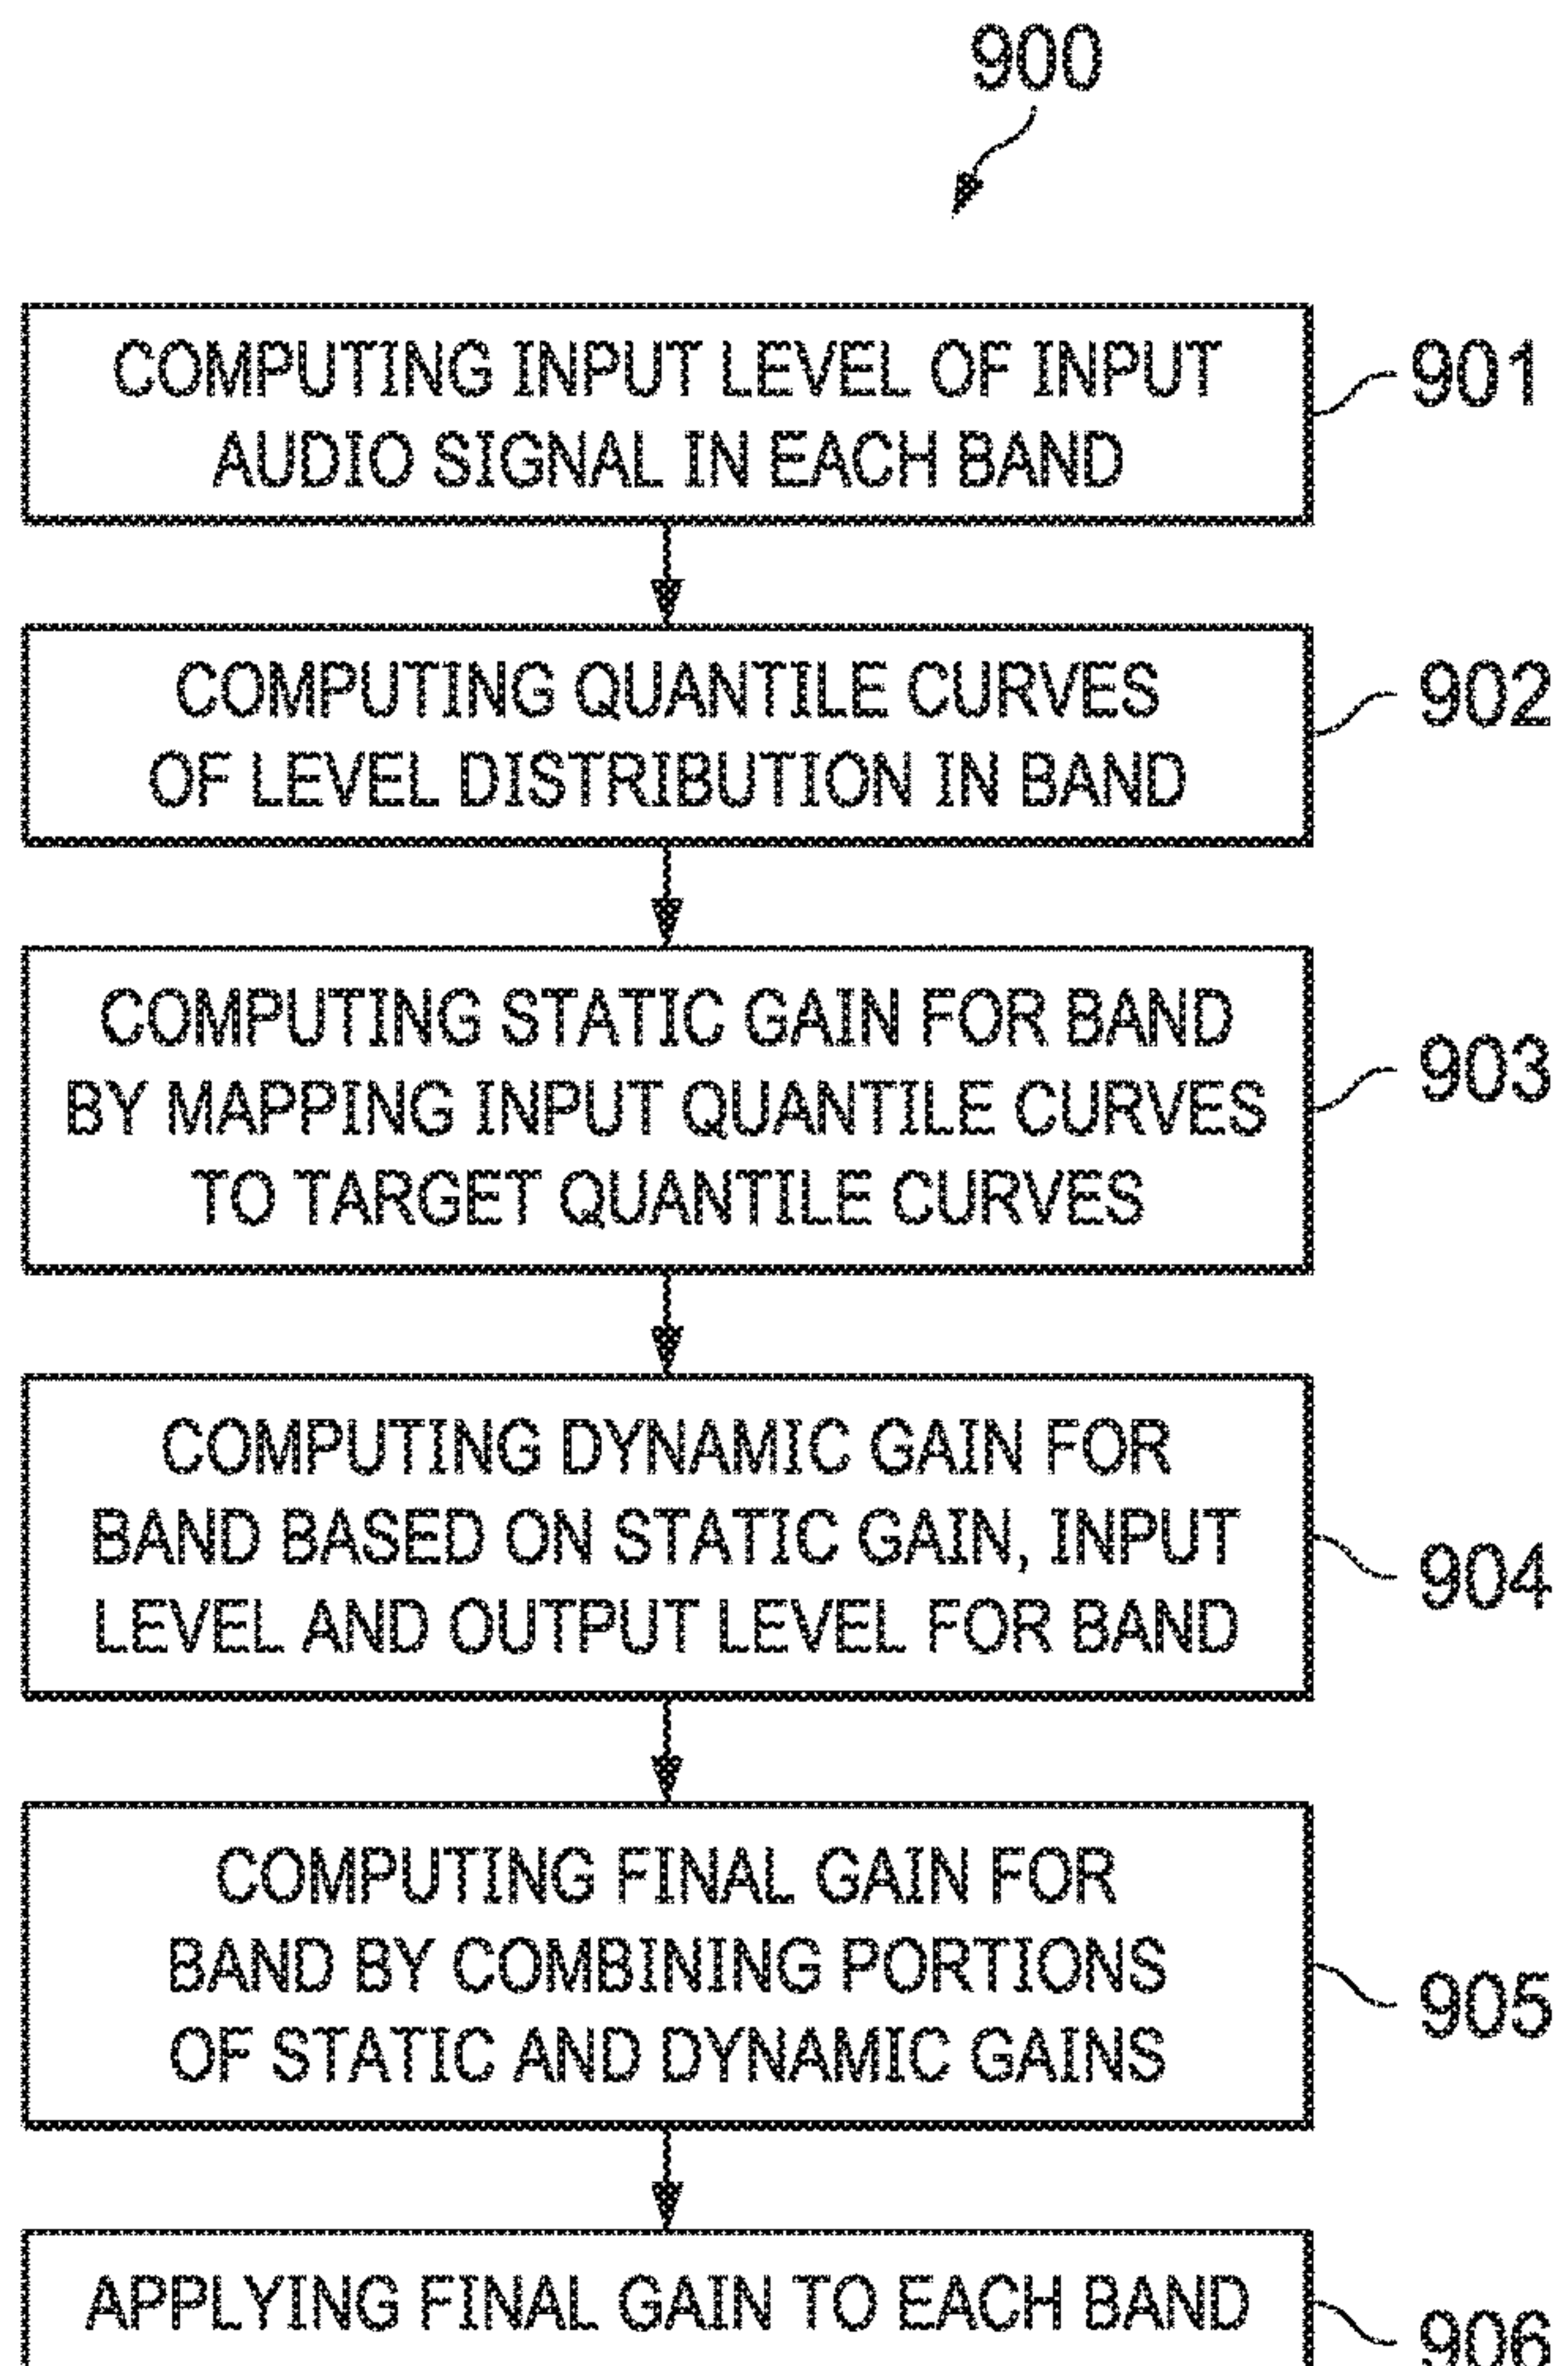 900
COMPUTING INPUT LEVEL OF INPUT
AUDIO SIGNAL IN EACH BAND
901
COMPUTING QUANTILE CURVES
OF LEVEL DISTRIBUTION IN BAND
902
COMPUTING STATIC GAIN FOR BAND
BY MAPPING INPUT QUANTILE CURVES
TO TARGET QUANTILE CURVES
903
COMPUTING DYNAMIC GAIN FOR
BAND BASED ON STATIC GAIN, INPUT
LEVEL AND OUTPUT LEVEL FOR BAND
904
COMPUTING FINAL GAIN FOR
BAND BY COMBINING PORTIONS
OF STATIC AND DYNAMIC GAINS
905
APPLYING FINAL GAIN TO EACH BAND
906